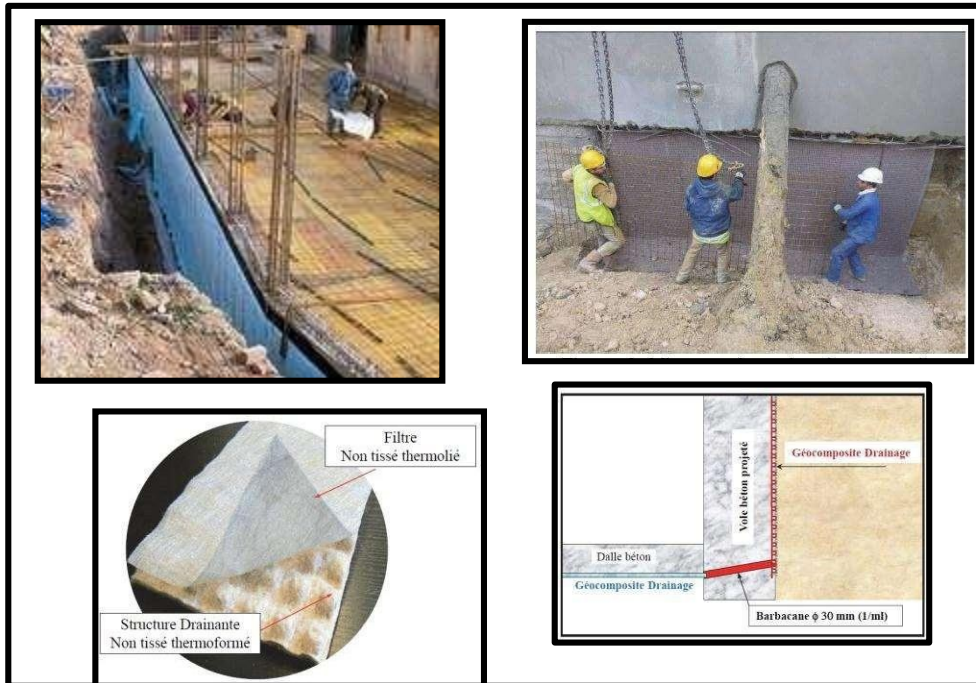 Filtre
Non tissé thermolié
Structure Drainante
Non tissé thermoformé
Vole béton projeté
Géocomposite Drainage
Dalle béton
Géocomposite Drainage
Barbacane ϕ 30 mm (1/ml)